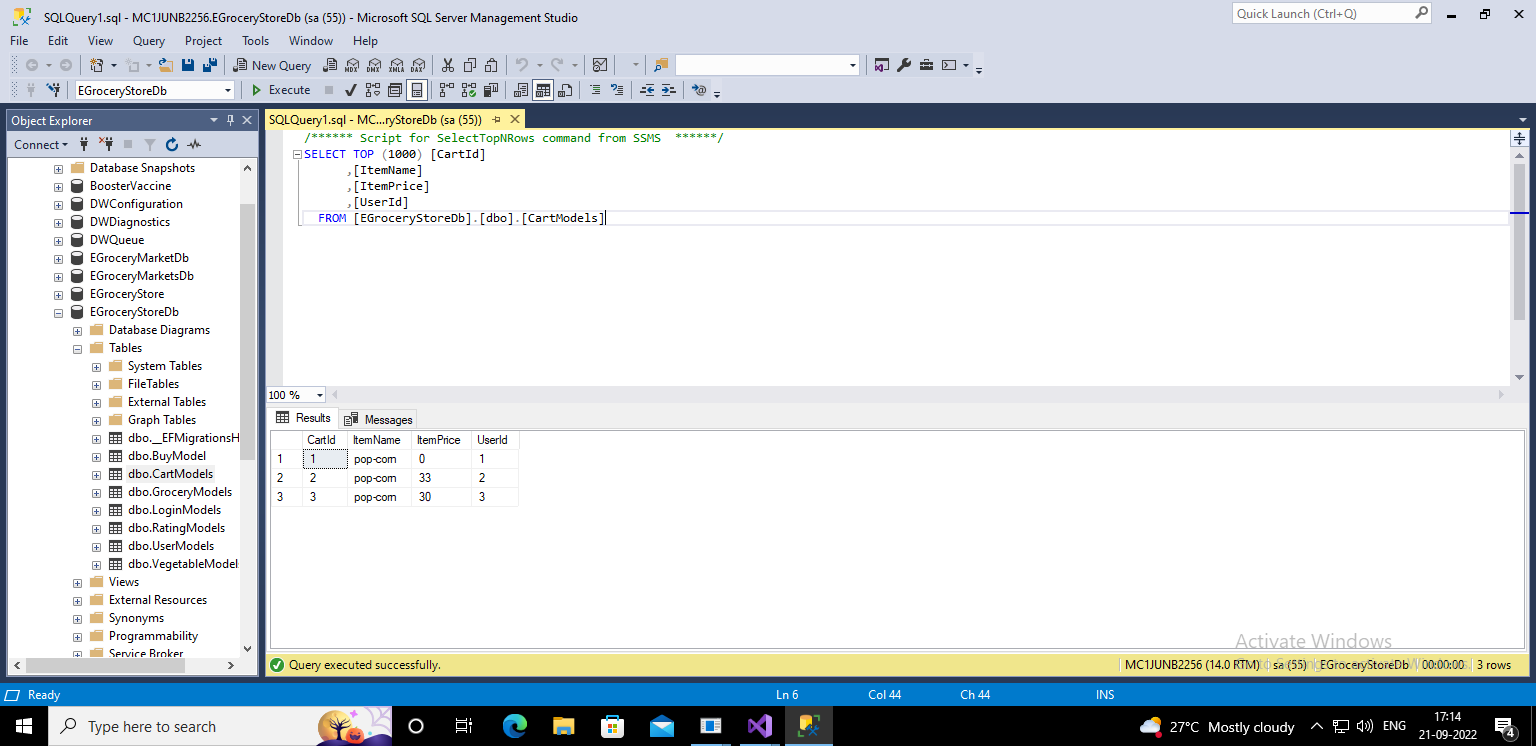 SQLQuery1.sql - MC1JUNB2256.EGroceryStoreDb (sa (55)) - Microsoft SQL Server Management Studio
Quick Launch (Ctrl+Q)
File Edit View Query Project Tools Window Help
New Query
MDX DMX XMLA DAX
EGroceryStoreDb
Execute
Object Explorer
SQLQuery1.sql - MC...ryStoreDb (sa (55))
Connect
/****** Script for SelectTopNRows command from SSMS ******/
SELECT TOP (1000) [CartId]
,[ItemName]
,[ItemPrice]
,[UserId]
FROM [EGroceryStoreDb].[dbo].[CartModels]
Database Snapshots
BoosterVaccine
DWConfiguration
DWDiagnostics
DWQueue
EGroceryMarketDb
EGroceryMarketsDb
EGroceryStore
EGroceryStoreDb
Database Diagrams
Tables
System Tables
FileTables
External Tables
Graph Tables
dbo.__EFMigrationsH
dbo.BuyModel
dbo.CartModels
dbo.GroceryModels
dbo.LoginModels
dbo.RatingModels
dbo.UserModels
dbo.VegetableModel
Views
External Resources
Synonyms
Programmability
Service Broker
100 %
Results Messages
CartId ItemName ItemPrice UserId
1 1 pop-corn 0 1
2 2 pop-corn 33 2
3 3 pop-corn 30 3
Activate Windows
Query executed successfully.
MC1JUNB2256 (14.0 RTM) sa (55) EGroceryStoreDb 00:00:00 3 rows
Ready Ln 6 Col 44 Ch 44 INS
Type here to search
27°C Mostly cloudy
ENG
17:14
21-09-2022
4